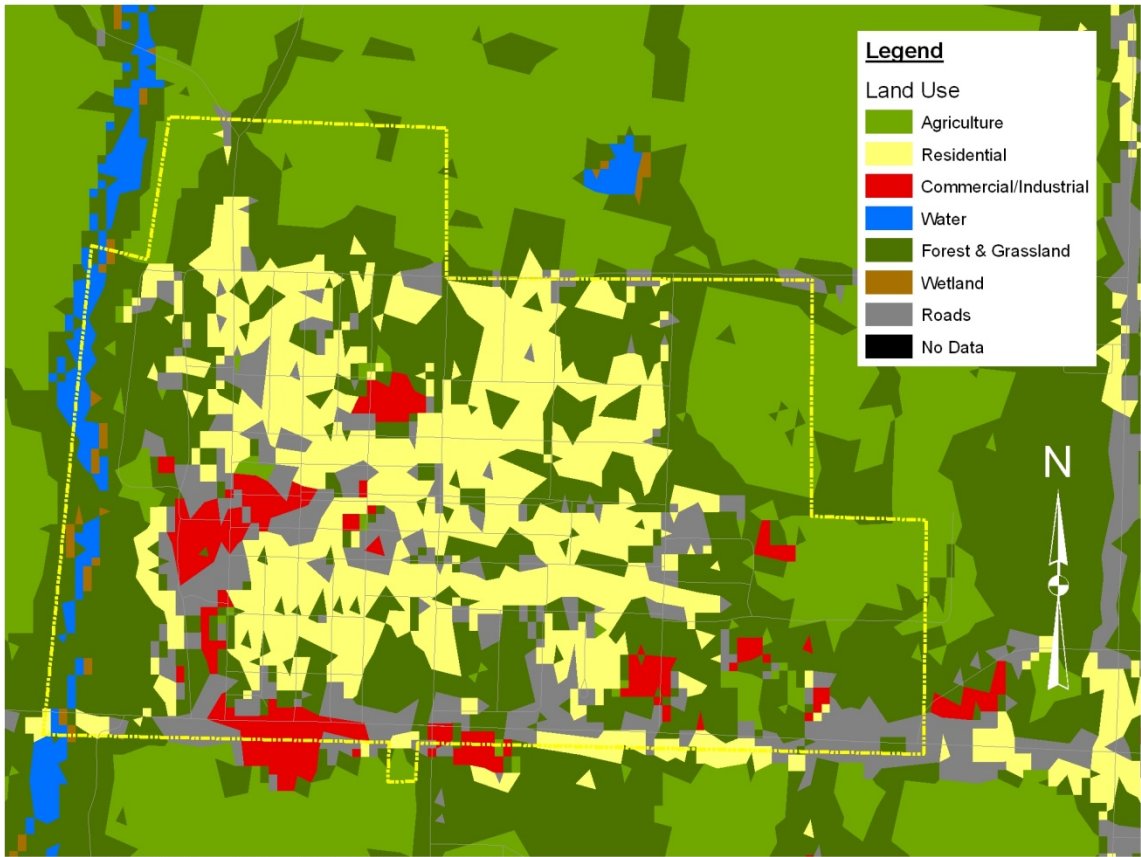 Legend
Land Use
Agriculture
Residential
Commercial/Industrial
Water
Forest & Grassland
Wetland
Roads
No Data
N